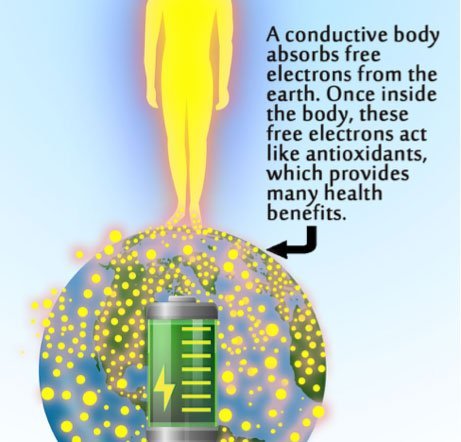 A conductive body
absorbs free
electrons from the
earth. Once inside
the body, these
free electrons act
like antioxidants,
which provides
many health
benefits.